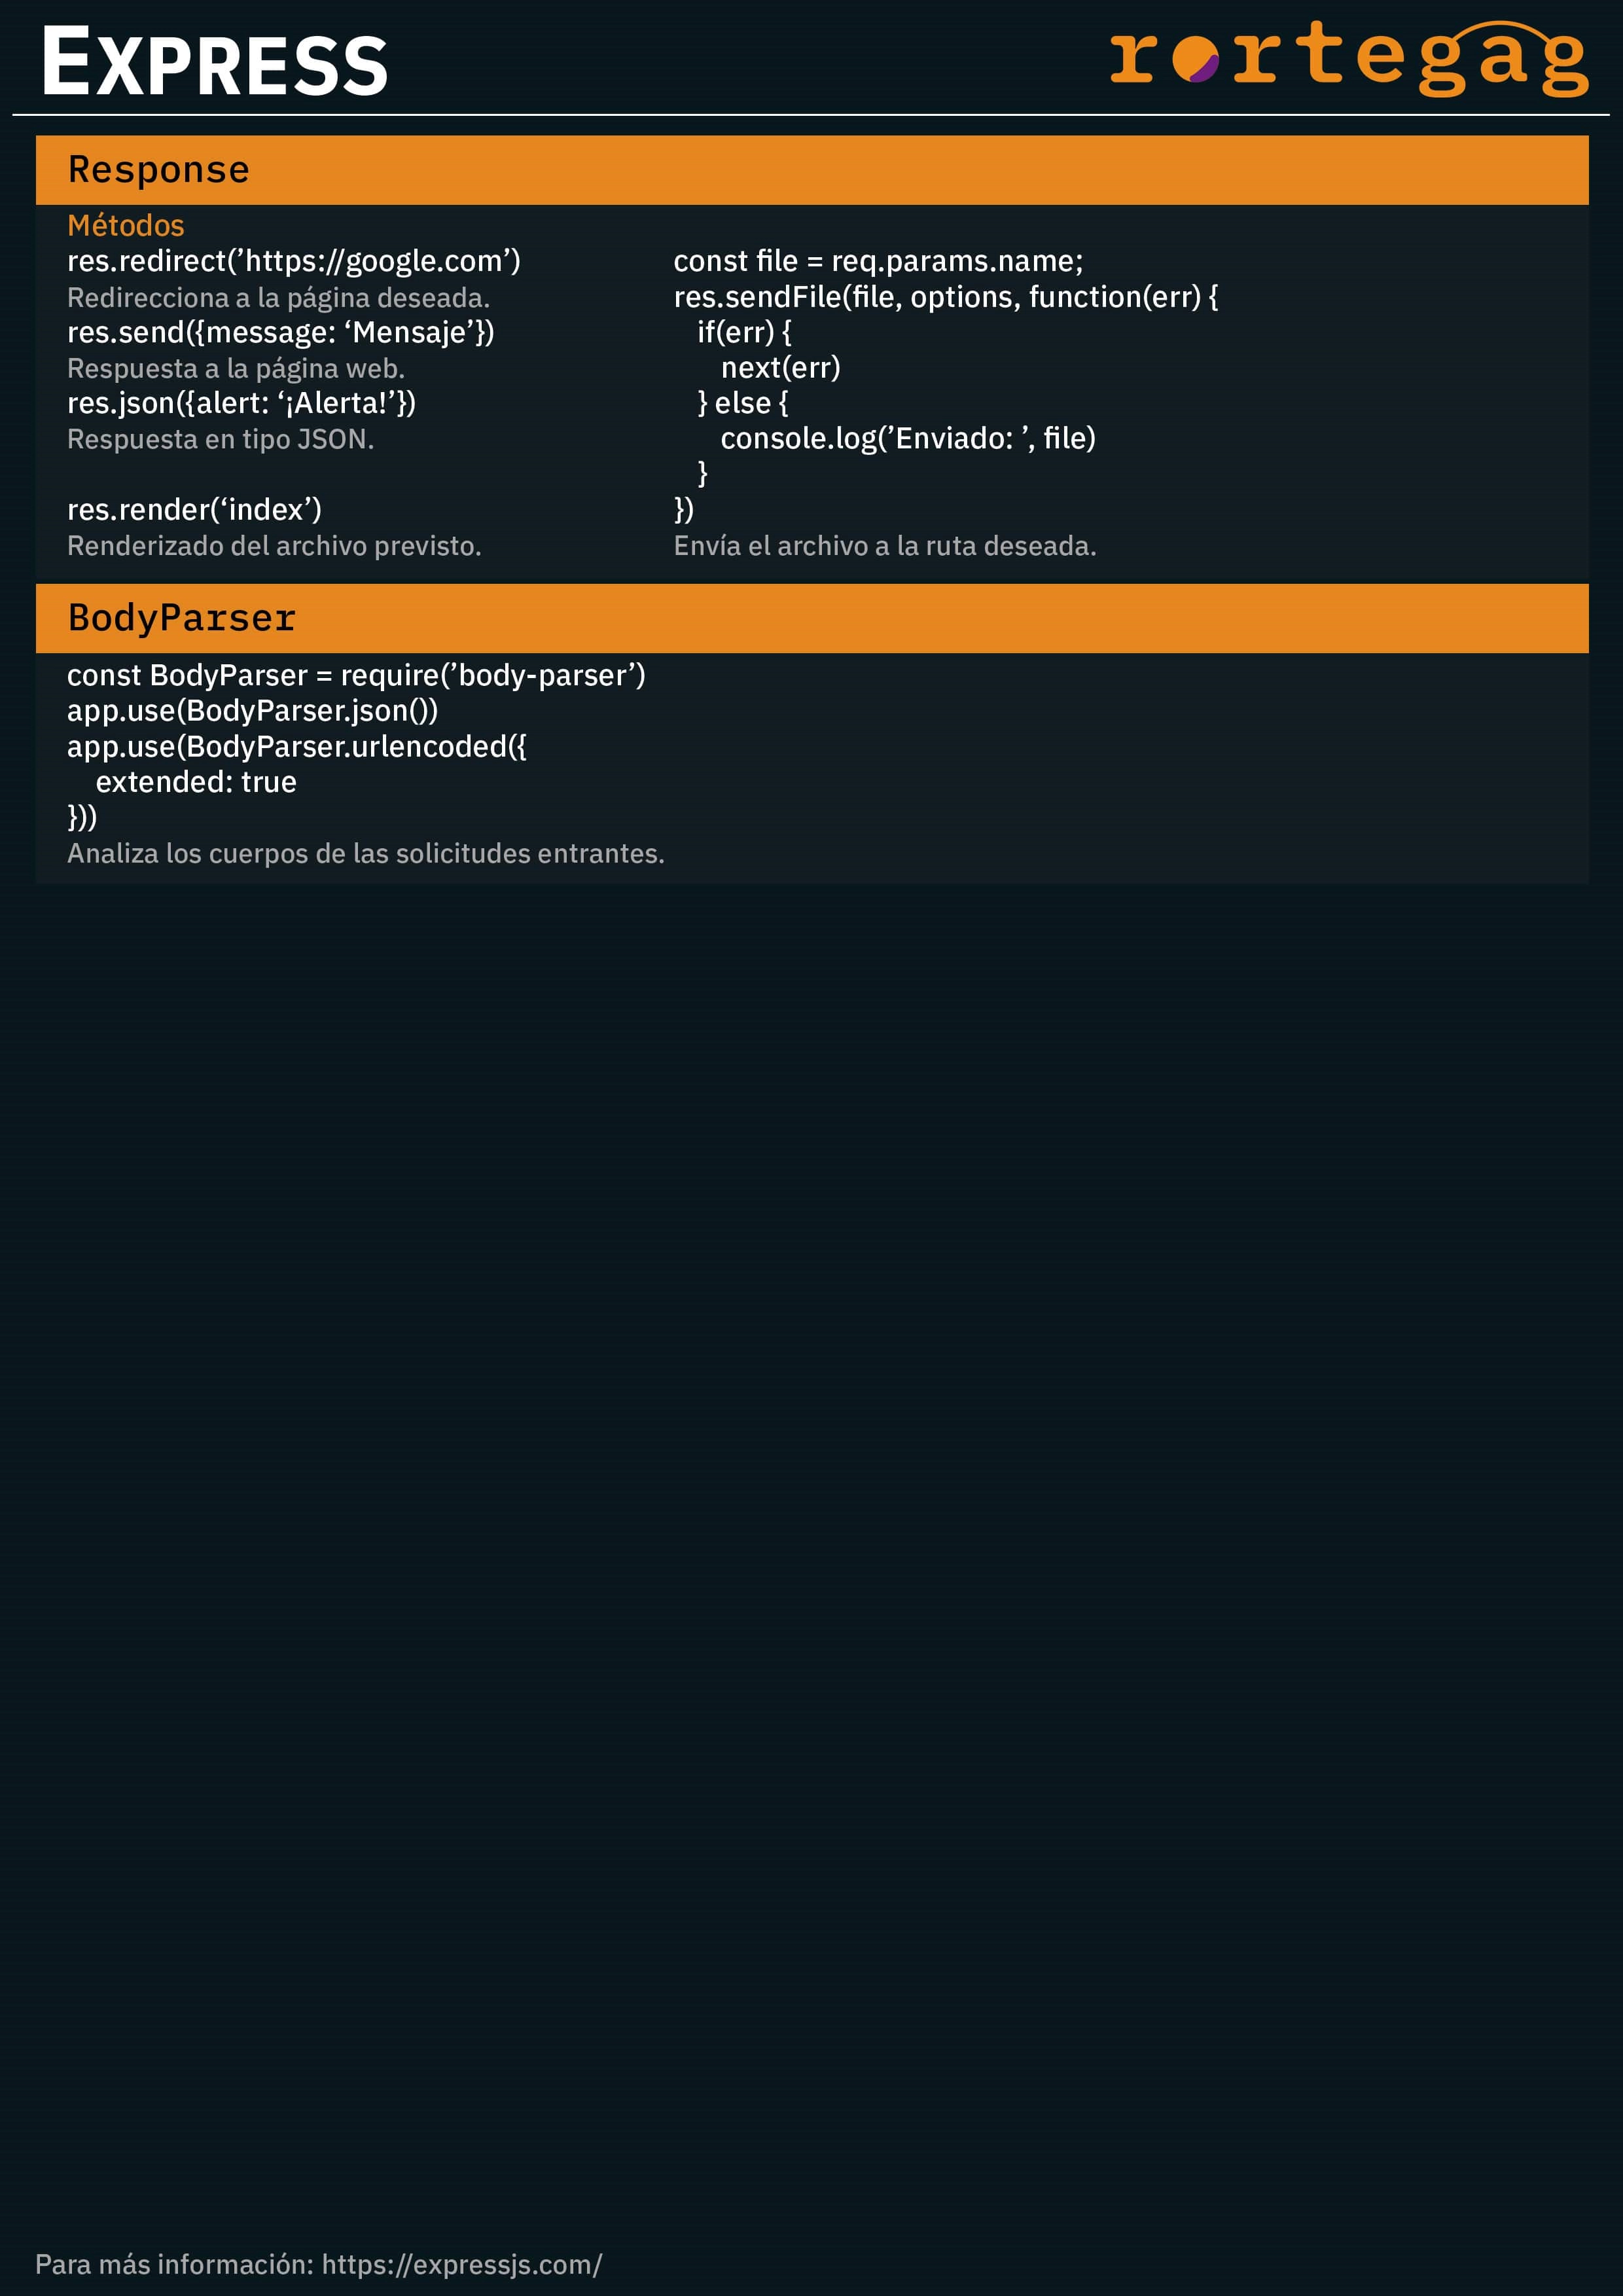 EXPRESS
rortegag
Response
Métodos
res.redirect(’https://google.com’)
Redirecciona a la página deseada.
res.send({message: ‘Mensaje’})
Respuesta a la página web.
res.json({alert: ‘¡Alerta!’})
Respuesta en tipo JSON.
res.render(‘index’)
Renderizado del archivo previsto.
const file = req.params.name;
res.sendFile(file, options, function(err) {
if(err) {
next(err)
} else {
console.log(’Enviado: ’, file)
}
})
Envía el archivo a la ruta deseada.
BodyParser
const BodyParser = require(’body-parser’)
app.use(BodyParser.json())
app.use(BodyParser.urlencoded({
extended: true
}))
Analiza los cuerpos de las solicitudes entrantes.
Para más información: https://expressjs.com/